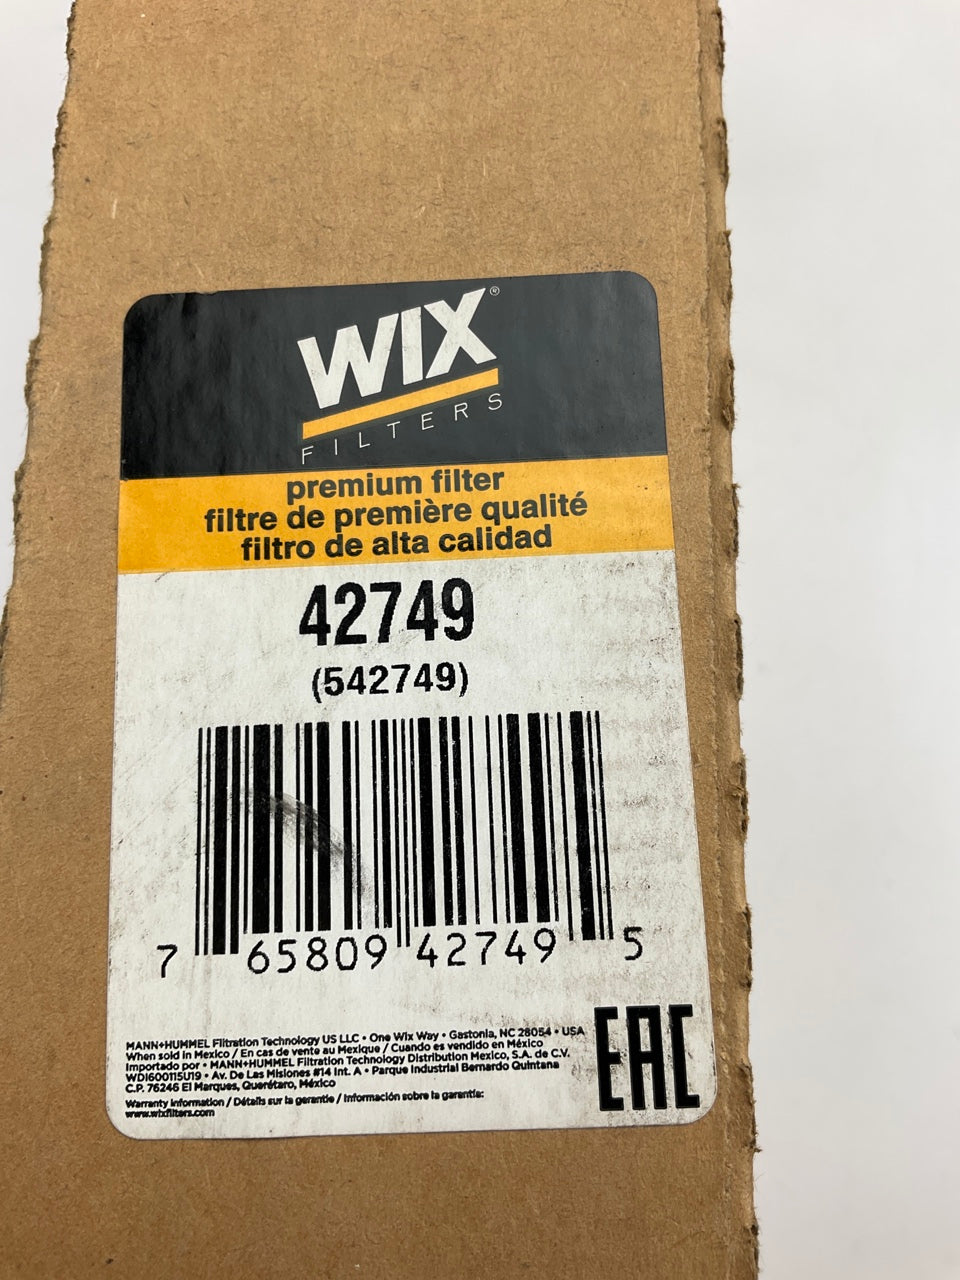 WIX®
FILTERS
premium filter
filtre de première qualité
filtro de alta calidad
42749
(542749)
7 65809 42749 5
MANN+HUMMEL Filtration Technology US LLC • One Wix Way • Gastonia, NC 28054 • USA
When sold in Mexico / En cas de vente au Mexique / Cuando es vendido en México
Importado por • MANN+HUMMEL Filtration Technology Distribution Mexico, S.A. de C.V.
WDI600115U19 • Av. De Las Misiones #14 Int. A • Parque Industrial Bernardo Quintana
C.P. 76246 El Marques, Querétaro, México
Warranty information / Détails sur la garantie / Información sobre la garantía:
www.wixfilters.com
EAC